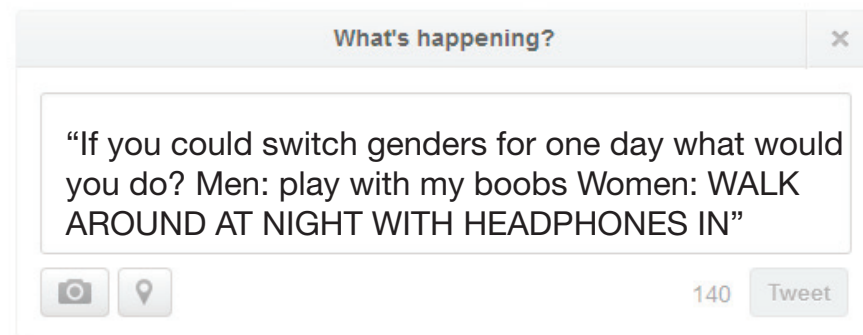 What's happening?
“If you could switch genders for one day what would
you do? Men: play with my boobs Women: WALK
AROUND AT NIGHT WITH HEADPHONES IN”
140 Tweet